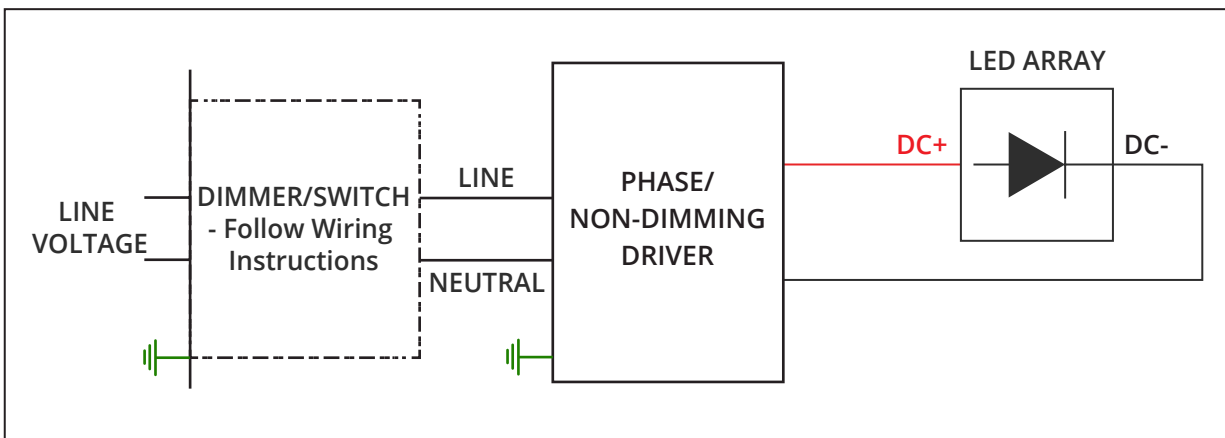 LINE
VOLTAGE
DIMMER/SWITCH
- Follow Wiring
Instructions
LINE
NEUTRAL
PHASE/
NON-DIMMING
DRIVER
LED ARRAY
DC+
DC-